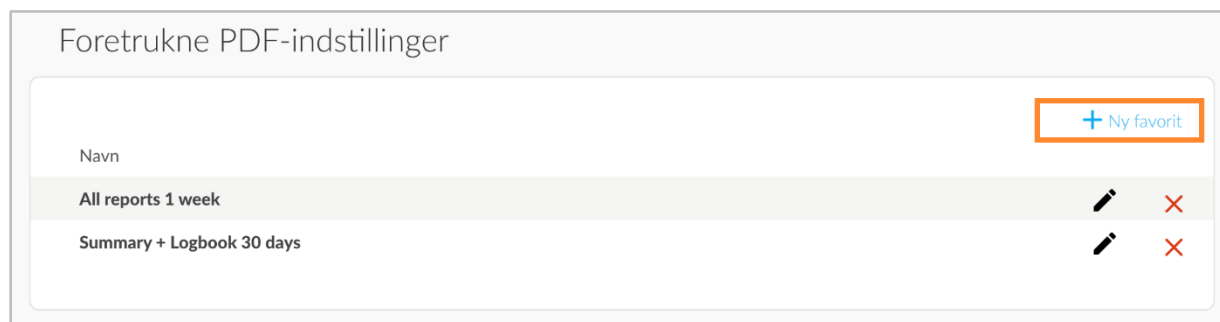 Foretrukne PDF-indstillinger
+ Ny favorit
Navn
All reports 1 week
Summary + Logbook 30 days